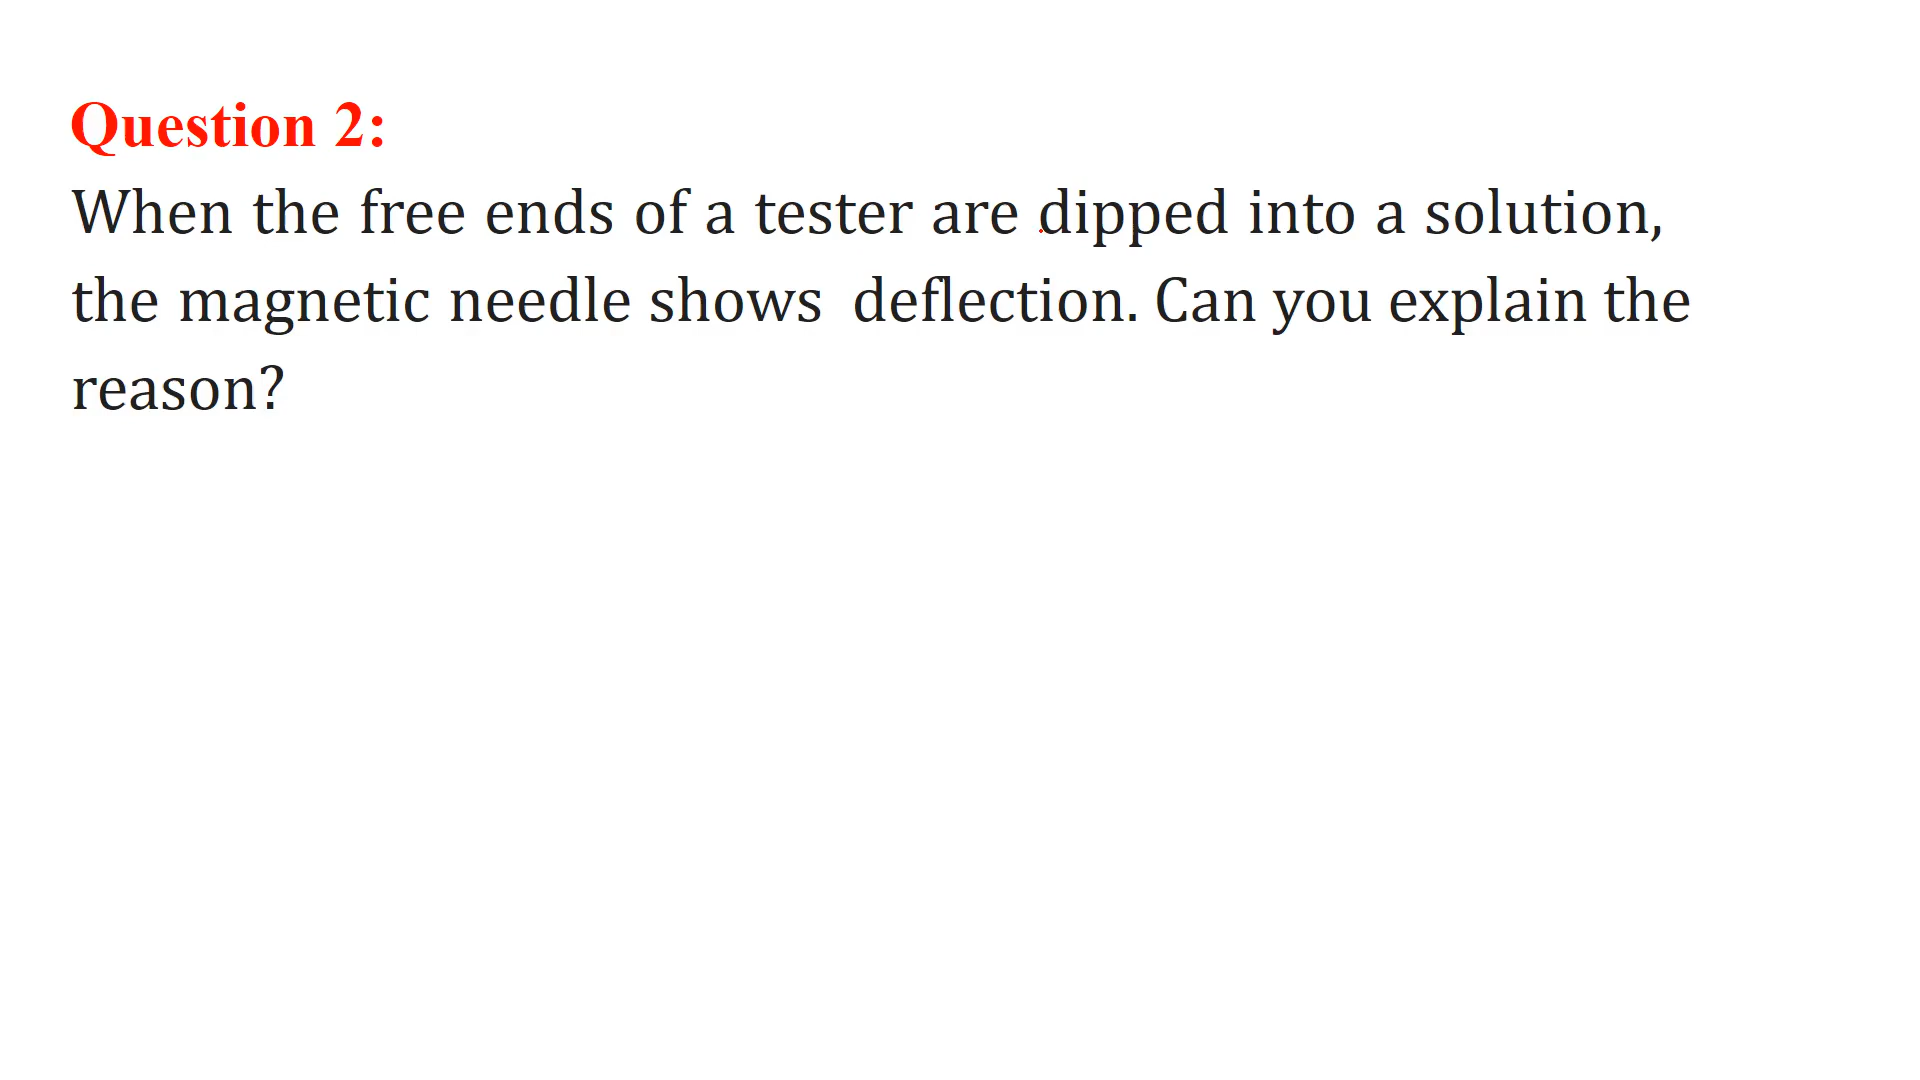 Question 2:
When the free ends of a tester are dipped into a solution,
the magnetic needle shows  deflection. Can you explain the
reason?